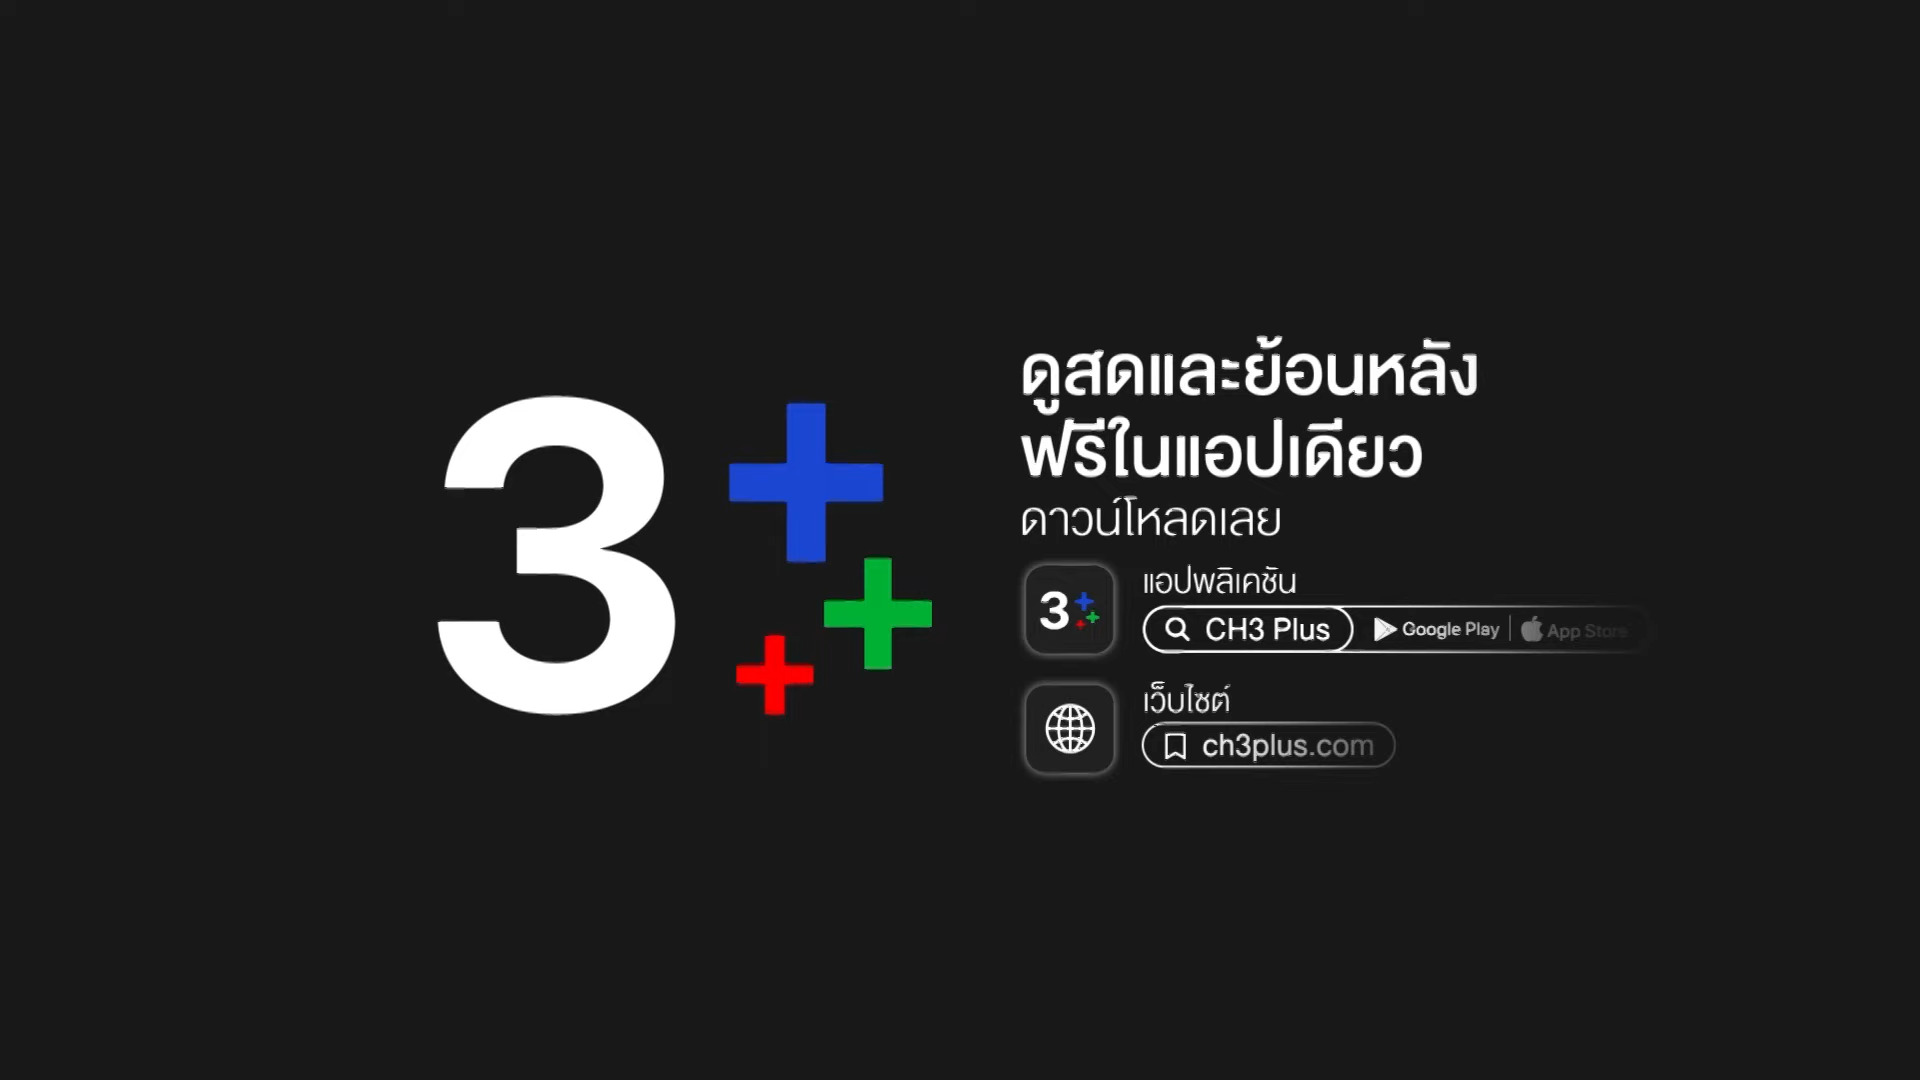 3+++
ดูสดและย้อนหลัง
ฟรีในแอปเดียว
ดาวน์โหลดเลย
3+++
แอปพลิเคชัน
CH3 Plus Google Play App Store
เว็บไซต์
ch3plus.com